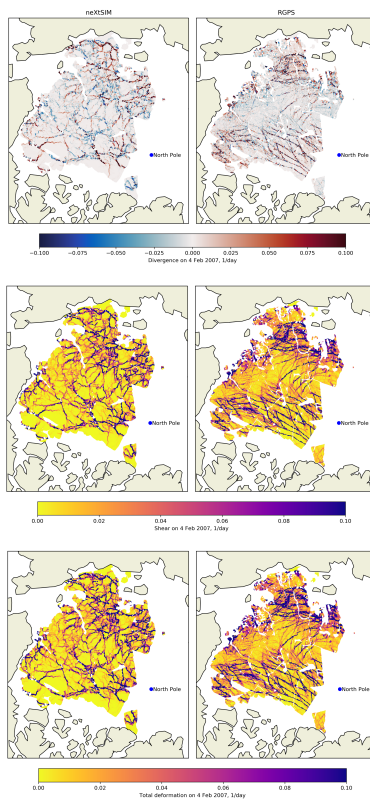 neXtSIM RGPS
North Pole North Pole
−0.100 −0.075 −0.050 −0.025 0.000 0.025 0.050 0.075 0.100
Divergence on 4 Feb 2007, 1/day
North Pole North Pole
0.00 0.02 0.04 0.06 0.08 0.10
Shear on 4 Feb 2007, 1/day
North Pole North Pole
0.00 0.02 0.04 0.06 0.08 0.10
Total deformation on 4 Feb 2007, 1/day